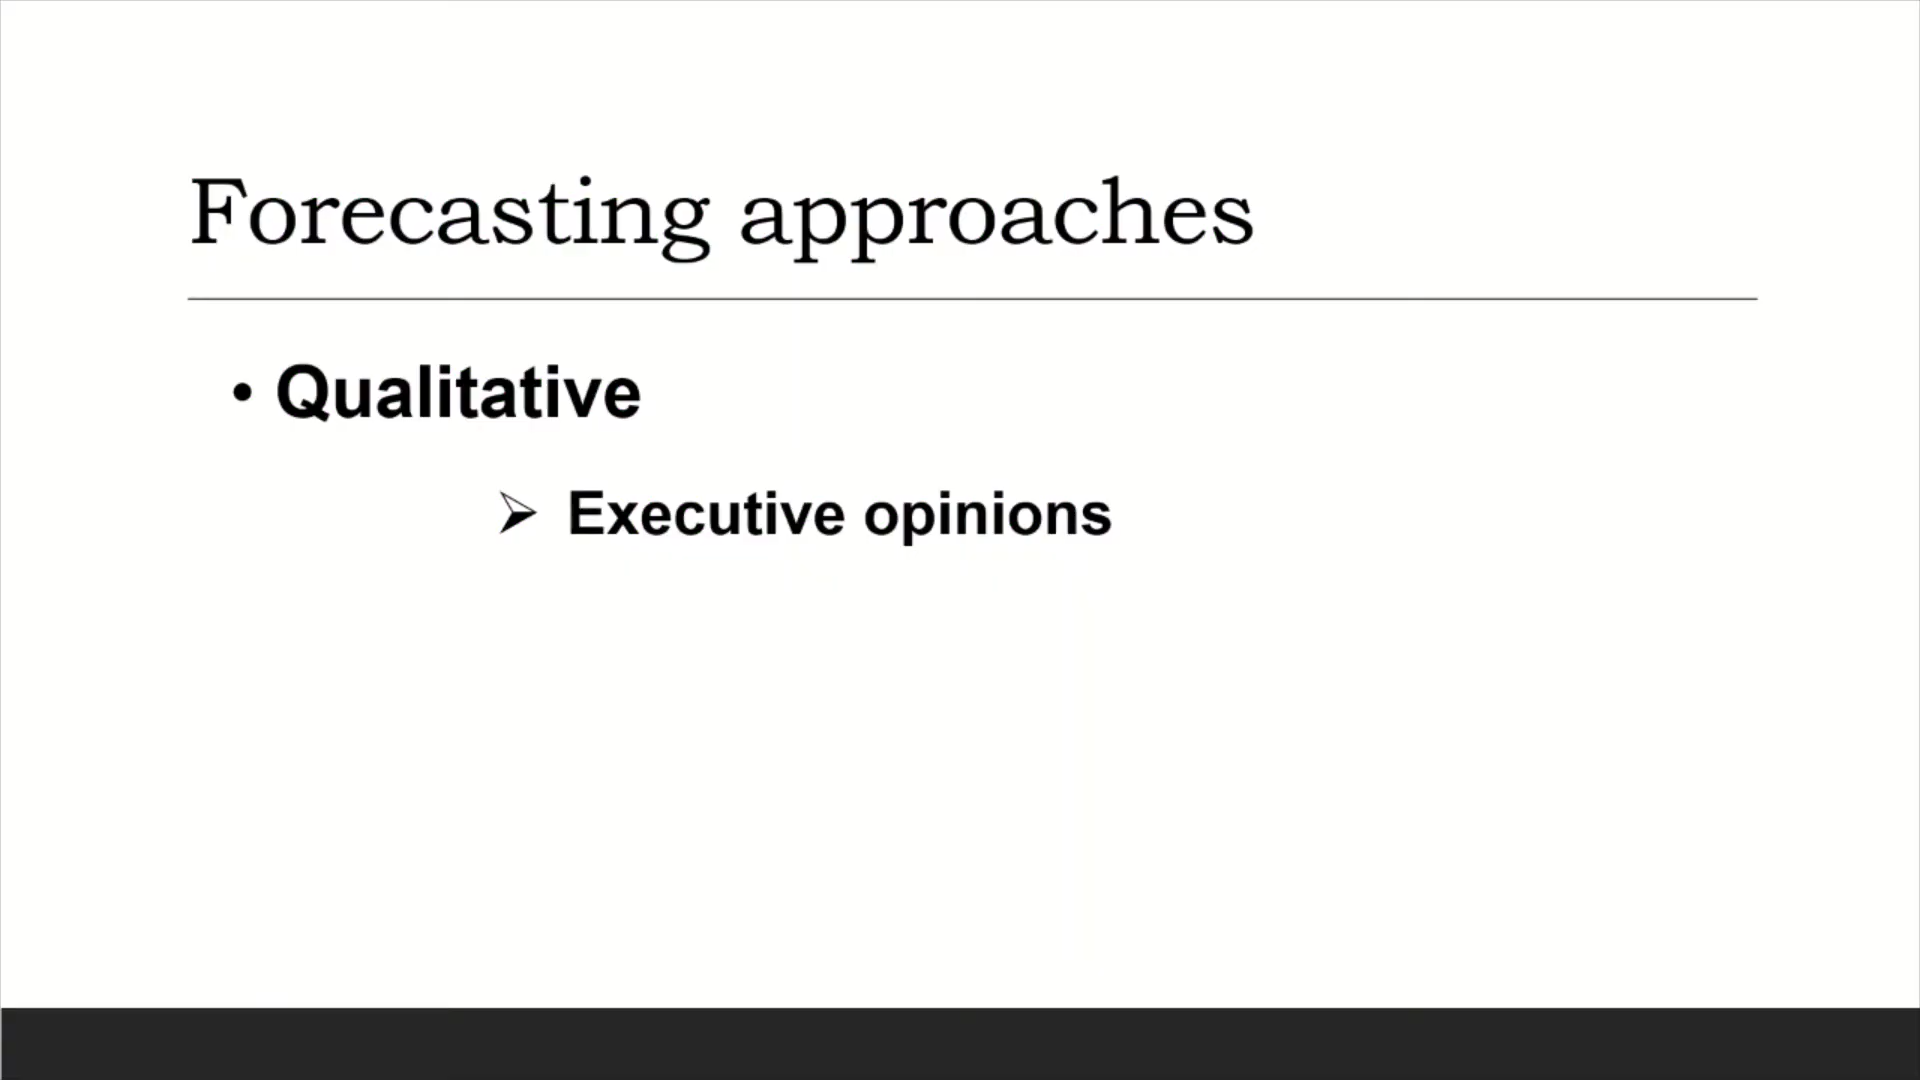 Forecasting approaches
• Qualitative
➢ Executive opinions